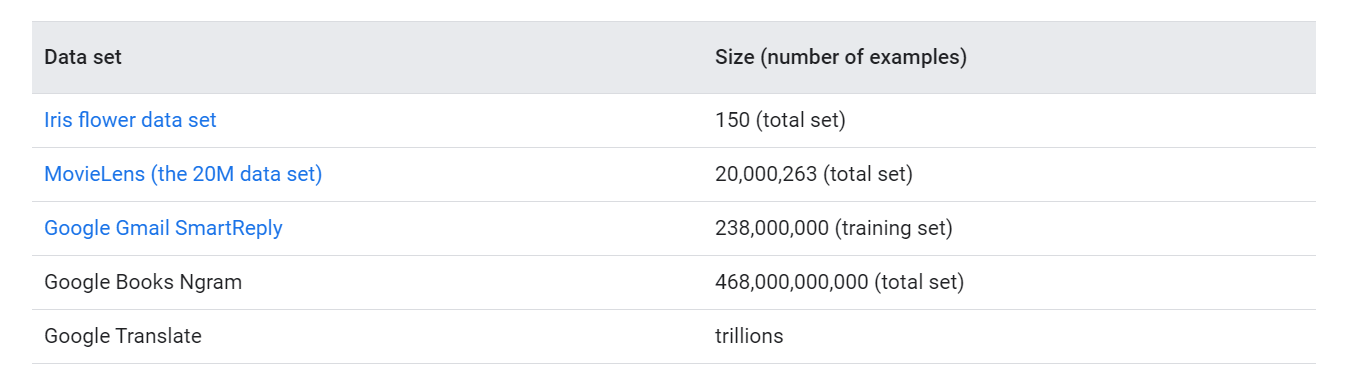 Data set Size (number of examples)
Iris flower data set 150 (total set)
MovieLens (the 20M data set) 20,000,263 (total set)
Google Gmail SmartReply 238,000,000 (training set)
Google Books Ngram 468,000,000,000 (total set)
Google Translate trillions